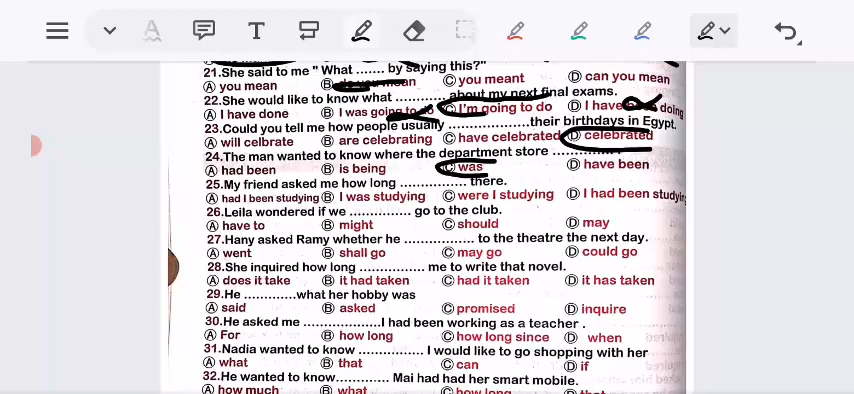 21.She said to me " What ....... by saying this?"
Ⓐ you mean Ⓑ do you mean Ⓒ you meant Ⓓ can you mean
22.She would like to know what ............ about my next final exams.
Ⓐ I have done Ⓑ I was going to do Ⓒ I'm going to do Ⓓ I have been doing
23.Could you tell me how people usually ...................their birthdays in Egypt.
Ⓐ will celbrate Ⓑ are celebrating Ⓒ have celebrated Ⓓ celebrated
24.The man wanted to know where the department store ................
Ⓐ had been Ⓑ is being Ⓒ was Ⓓ have been
25.My friend asked me how long ................ there.
Ⓐ had I been studying Ⓑ I was studying Ⓒ were I studying Ⓓ I had been studying
26.Leila wondered if we ............... go to the club.
Ⓐ have to Ⓑ might Ⓒ should Ⓓ may
27.Hany asked Ramy whether he .................. to the theatre the next day.
Ⓐ went Ⓑ shall go Ⓒ may go Ⓓ could go
28.She inquired how long ................ me to write that novel.
Ⓐ does it take Ⓑ it had taken Ⓒ had it taken Ⓓ it has taken
29.He .............what her hobby was
Ⓐ said Ⓑ asked Ⓒ promised Ⓓ inquire
30.He asked me ...................I had been working as a teacher .
Ⓐ For Ⓑ how long Ⓒ how long since Ⓓ when
31.Nadia wanted to know ................ I would like to go shopping with her
Ⓐ what Ⓑ that Ⓒ can Ⓓ if
32.He wanted to know............. Mai had had her smart mobile.
Ⓐ how much Ⓑ what Ⓒ how long Ⓓ that